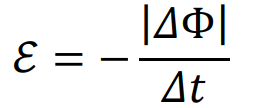 ℰ = − |ΔΦ| / Δt